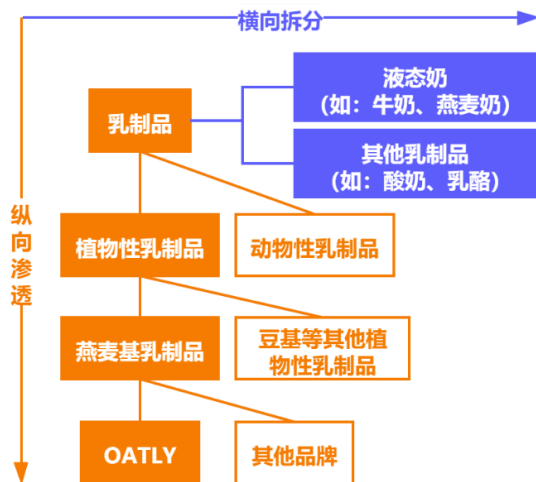 横向拆分
液态奶
（如：牛奶、燕麦奶）
乳制品
其他乳制品
（如：酸奶、乳酪）
纵向渗透
植物性乳制品
动物性乳制品
燕麦基乳制品
豆基等其他植
物性乳制品
OATLY
其他品牌